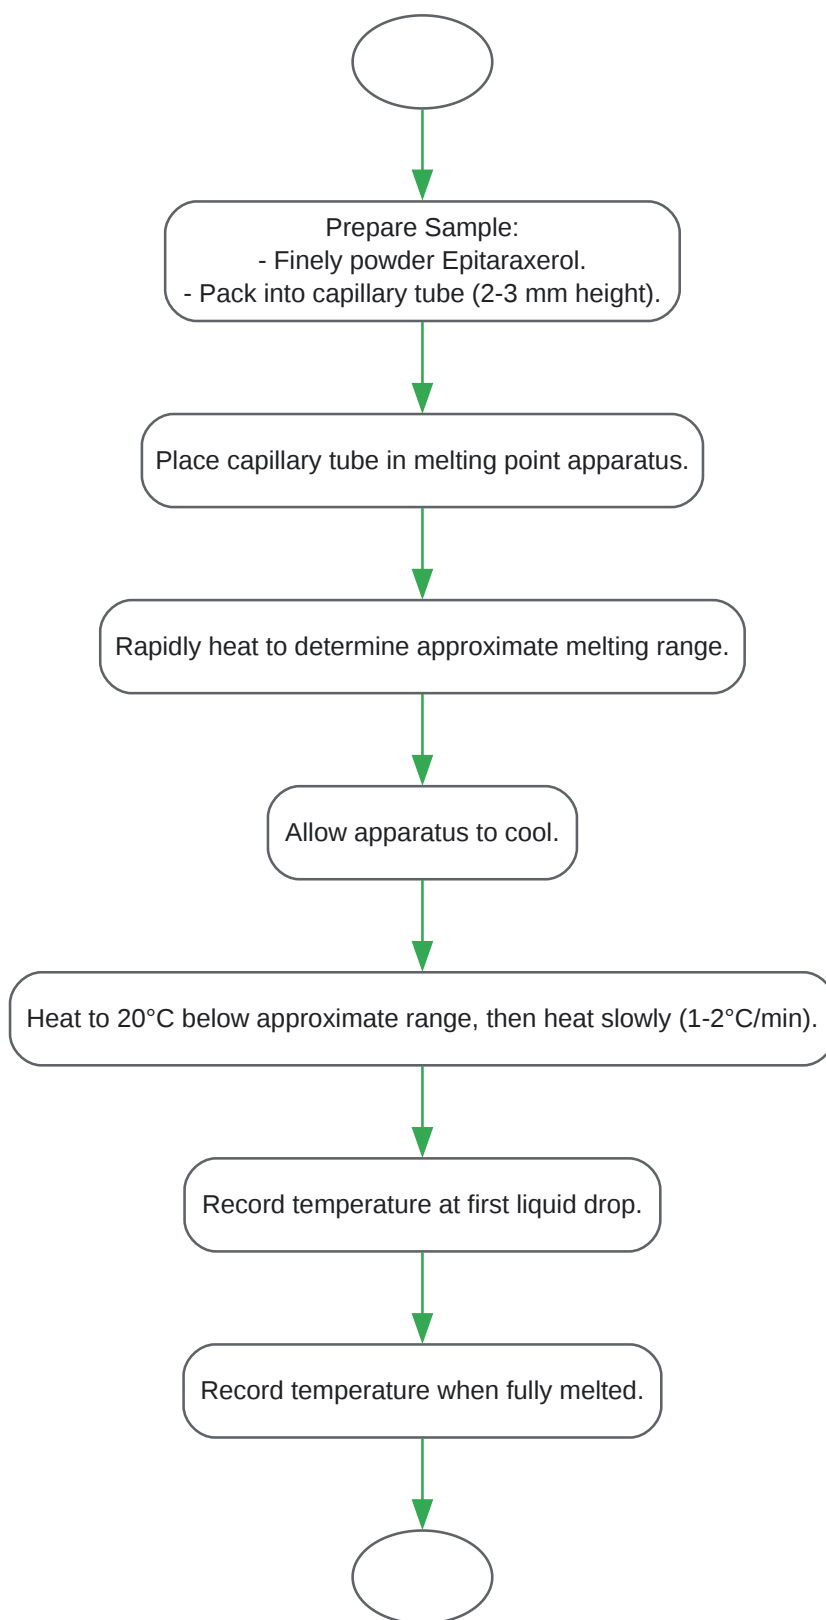 Prepare Sample:
- Finely powder Epitaraxerol.
- Pack into capillary tube (2-3 mm height).
Place capillary tube in melting point apparatus.
Rapidly heat to determine approximate melting range.
Allow apparatus to cool.
Heat to 20°C below approximate range, then heat slowly (1-2°C/min).
Record temperature at first liquid drop.
Record temperature when fully melted.